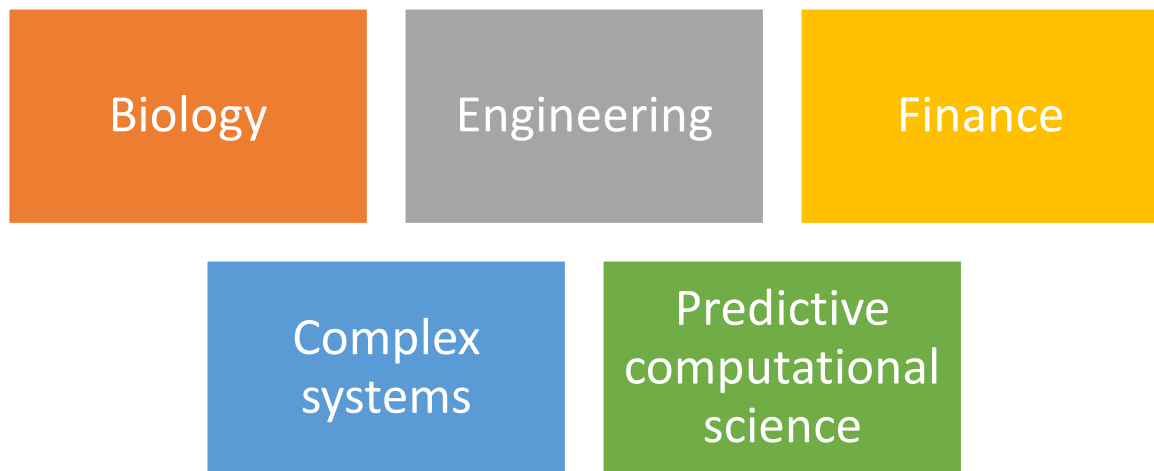 Biology
Engineering
Finance
Complex
systems
Predictive
computational
science